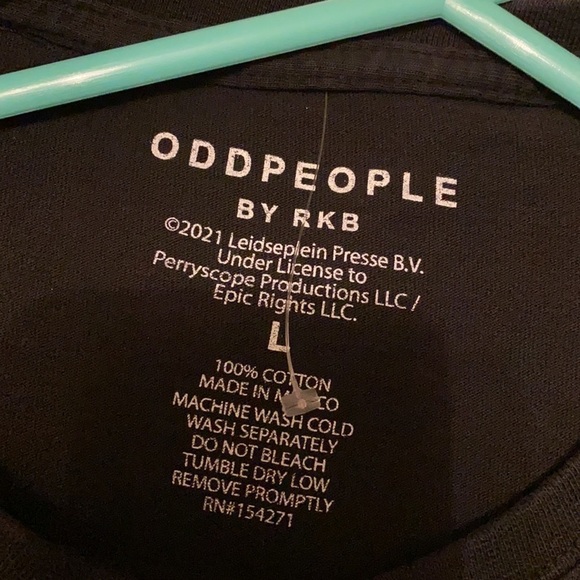 ODDPEOPLE
BY RKB
©2021 Leidseplein Presse B.V.
Under License to
Perryscope Productions LLC /
Epic Rights LLC.
L
100% COTTON
MADE IN
MACHINE WASH COLD
WASH SEPARATELY
DO NOT BLEACH
TUMBLE DRY LOW
REMOVE PROMPTLY
RN#154271